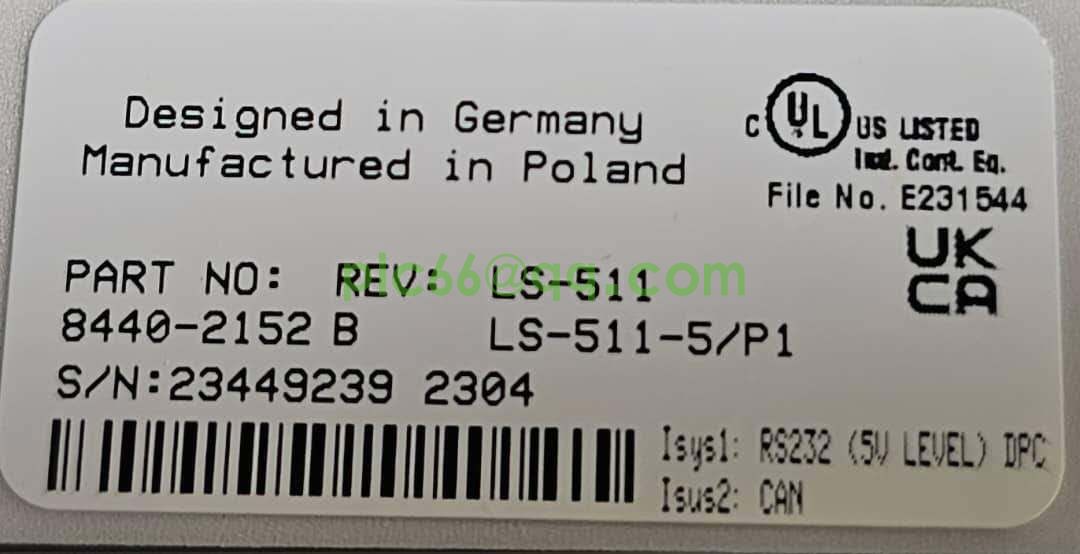 Designed in Germany
Manufactured in Poland
C UL US LISTED
Ind. Cont. Eq.
File No. E231544
UK
CA
PART NO: REV: LS-511
plc66@qq.com
8440-2152 B LS-511-5/P1
S/N:23449239 2304
Isys1: RS232 (5V LEVEL) DPC
Isus2: CAN